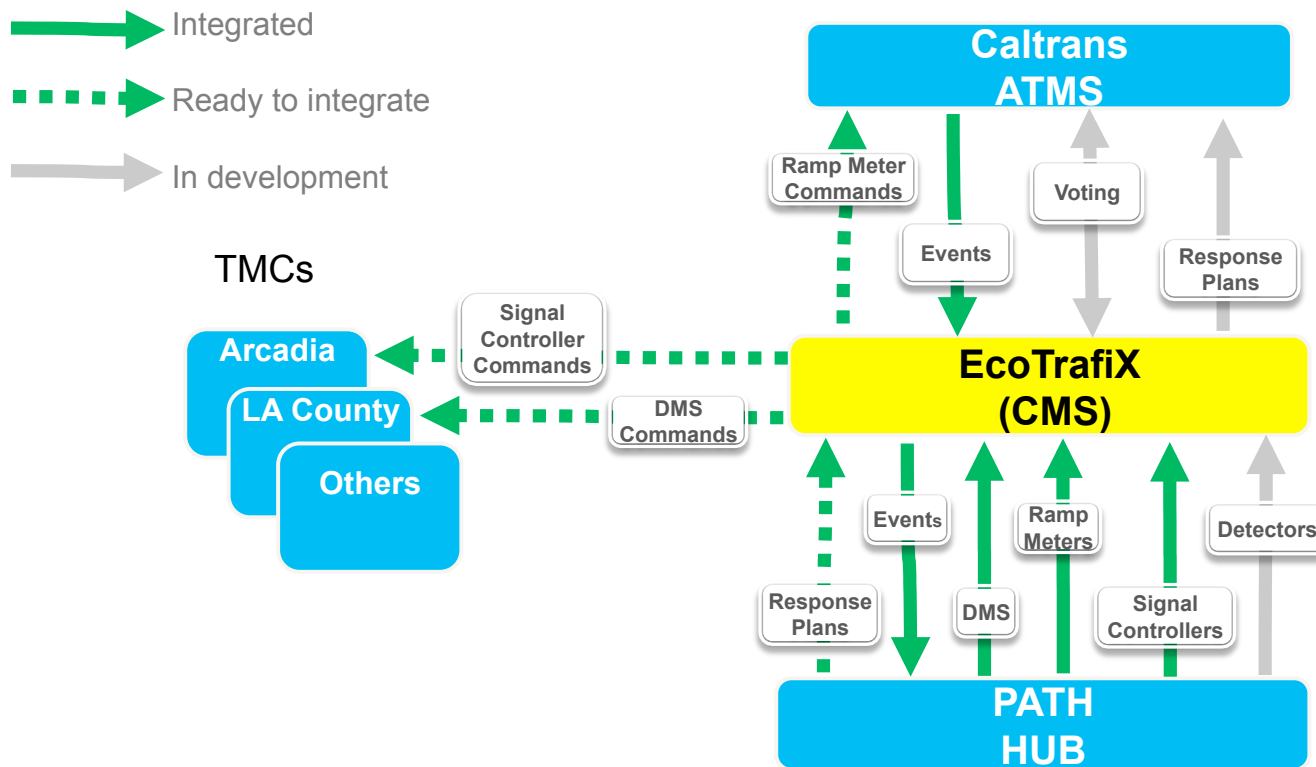 Integrated
Ready to integrate
In development
Caltrans
ATMS
Ramp Meter
Commands
Events
Voting
Response
Plans
TMCs
Arcadia
LA County
Others
Signal
Controller
Commands
DMS
Commands
EcoTrafiX
(CMS)
Response
Plans
Events
DMS
Ramp
Meters
Signal
Controllers
Detectors
PATH
HUB